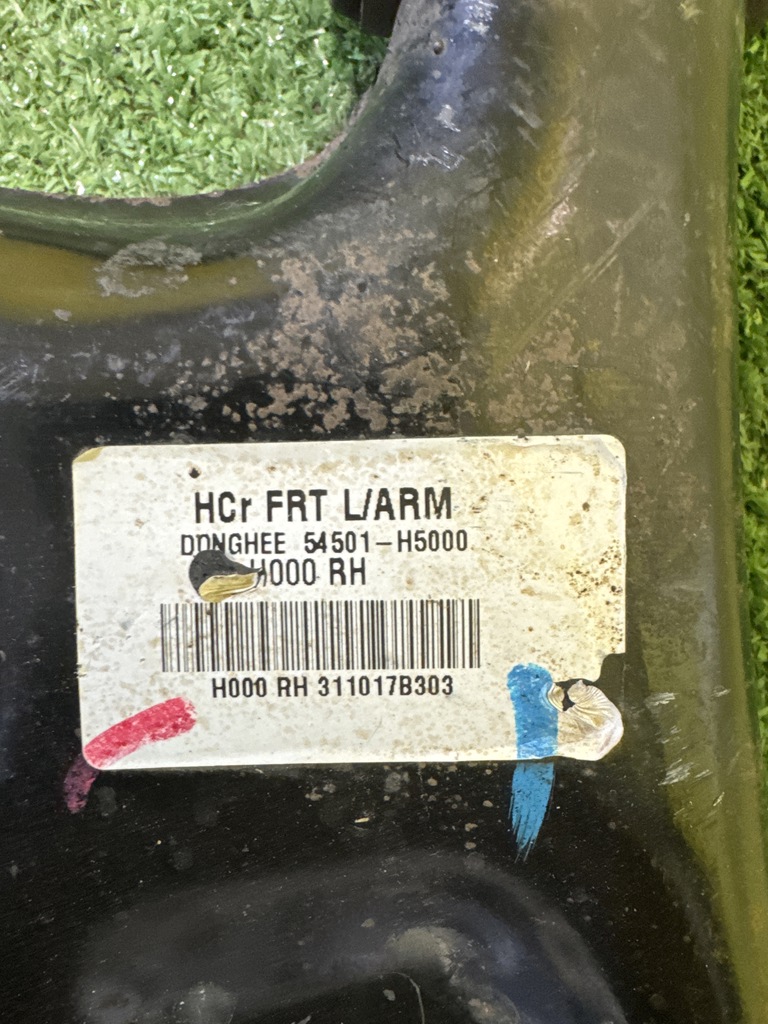 HCr FRT L/ARM
DONGHEE 54501-H5000
H000 RH
H000 RH 311017B303